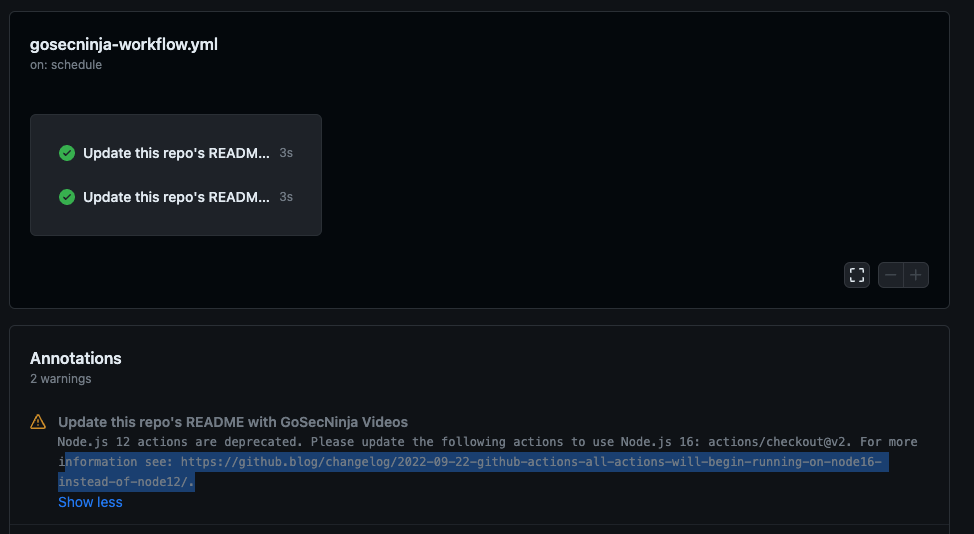 gosecninja-workflow.yml
on: schedule
Update this repo's READM... 3s
Update this repo's READM... 3s
Annotations
2 warnings
Update this repo's README with GoSecNinja Videos
Node.js 12 actions are deprecated. Please update the following actions to use Node.js 16: actions/checkout@v2. For more
information see: https://github.blog/changelog/2022-09-22-github-actions-all-actions-will-begin-running-on-node16-
instead-of-node12/.
Show less